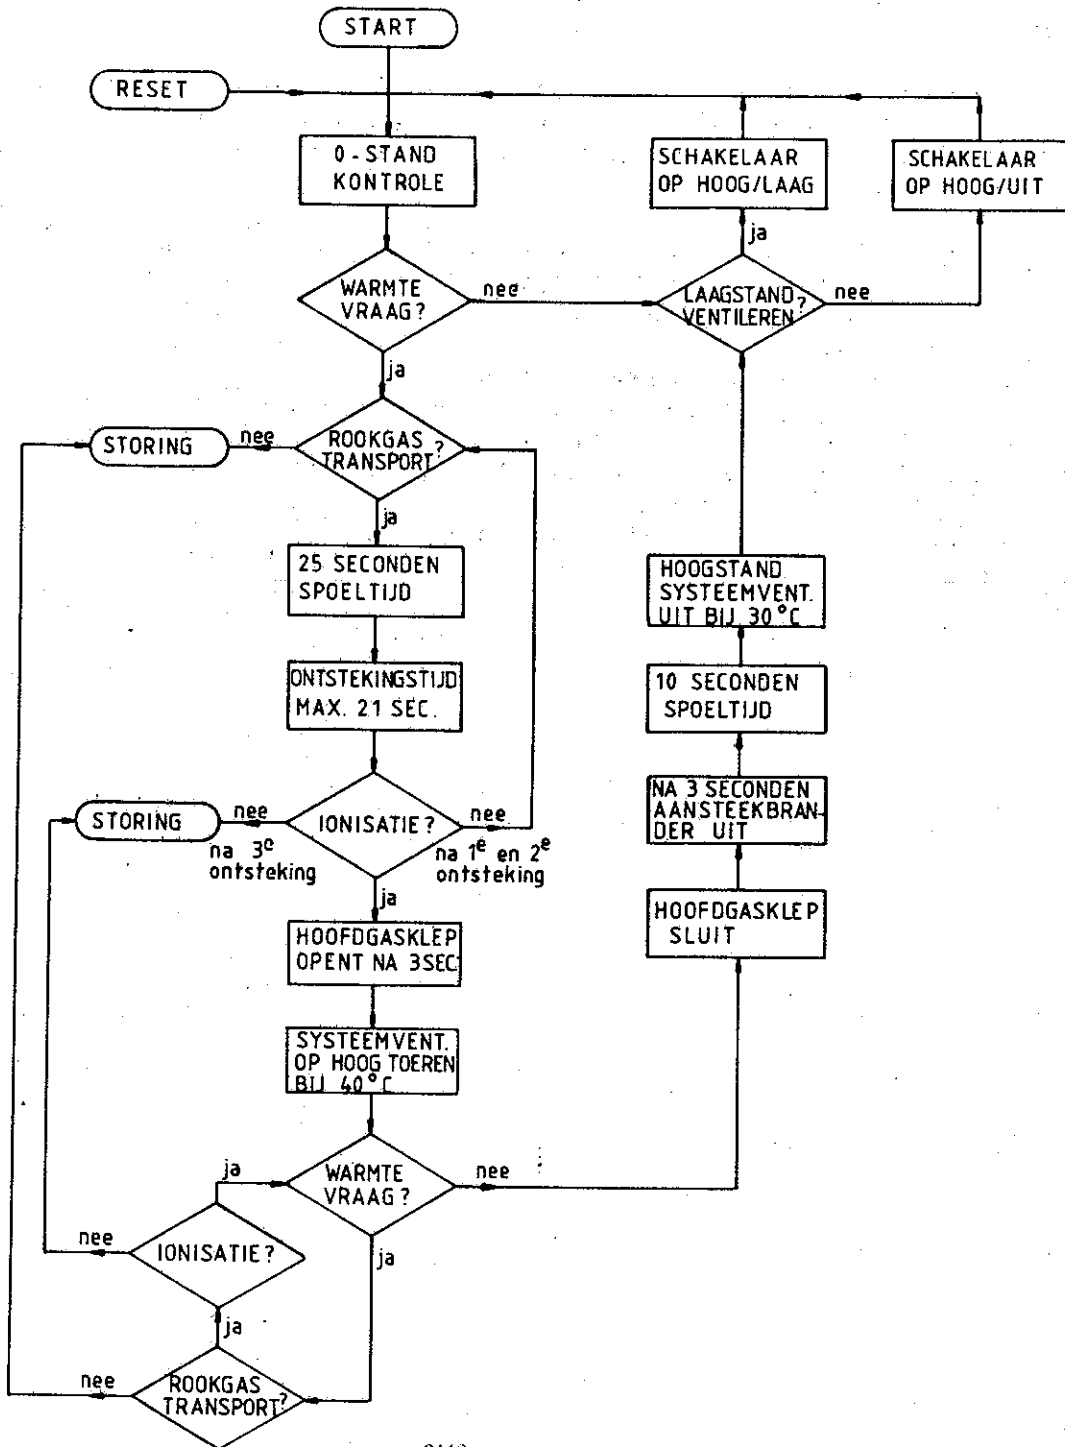 START
RESET
0-STAND
KONTROLE
SCHAKELAAR
OP HOOG/LAAG
SCHAKELAAR
OP HOOG/UIT
ja
WARMTE
VRAAG?
nee
LAAGSTAND?
VENTILEREN
nee
ja
STORING
nee
ROOKGAS?
TRANSPORT
ja
25 SECONDEN
SPOELTIJD
HOOGSTAND
SYSTEEMVENT.
UIT BIJ 30°C
ONTSTEKINGSTIJD
MAX. 21 SEC.
10 SECONDEN
SPOELTIJD
STORING
nee
na 3e
ontsteking
IONISATIE?
nee
na 1e en 2e
ontsteking
NA 3 SECONDEN
AANSTEEKBRAN-
DER UIT
ja
HOOFDGASKLEP
OPENT NA 3SEC
HOOFDGASKLEP
SLUIT
SYSTEEMVENT.
OP HOOG TOEREN
BIJ 40°C
ja
WARMTE
VRAAG?
nee
nee
IONISATIE?
ja
ja
nee
ROOKGAS?
TRANSPORT